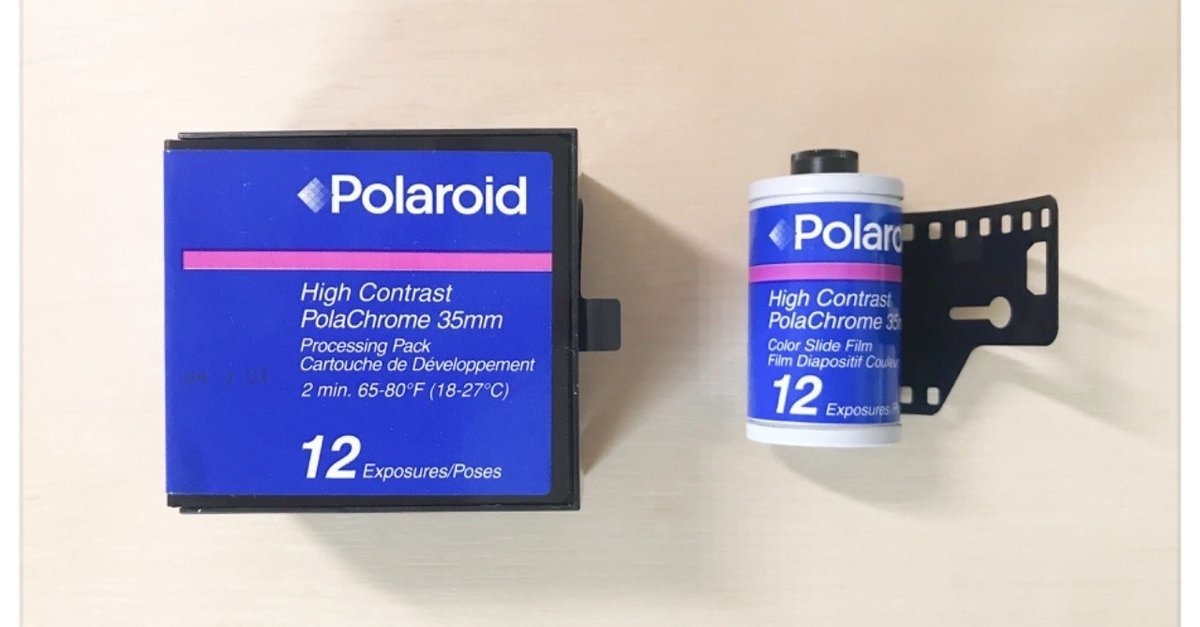 Polaroid
High Contrast
PolaChrome 35mm
Processing Pack
Cartouche de Développement
2 min. 65-80°F (18-27°C)
12 Exposures/Poses
Polaro
High Contrast
PolaChrome 35
Color Slide Film
Film Diapositif Coule
12 Exposures/